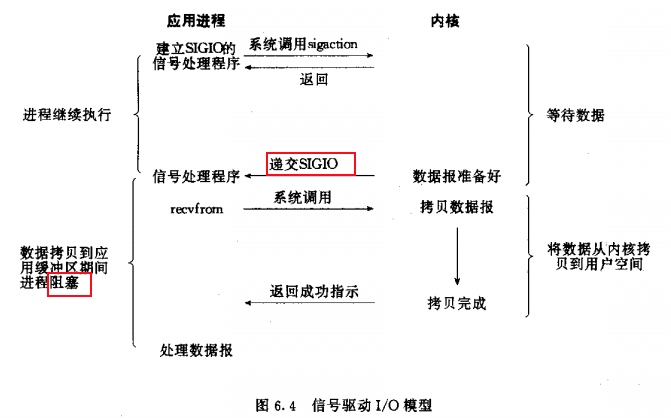 应用进程
内核
建立SIGIO的
信号处理程序
系统调用sigaction
返回
进程继续执行
等待数据
递交SIGIO
信号处理程序
数据报准备好
recvfrom
系统调用
拷贝数据报
数据拷贝到应
用缓冲区期间
进程阻塞
将数据从内核拷
贝到用户空间
返回成功指示
拷贝完成
处理数据报
图 6.4 信号驱动 I/O 模型